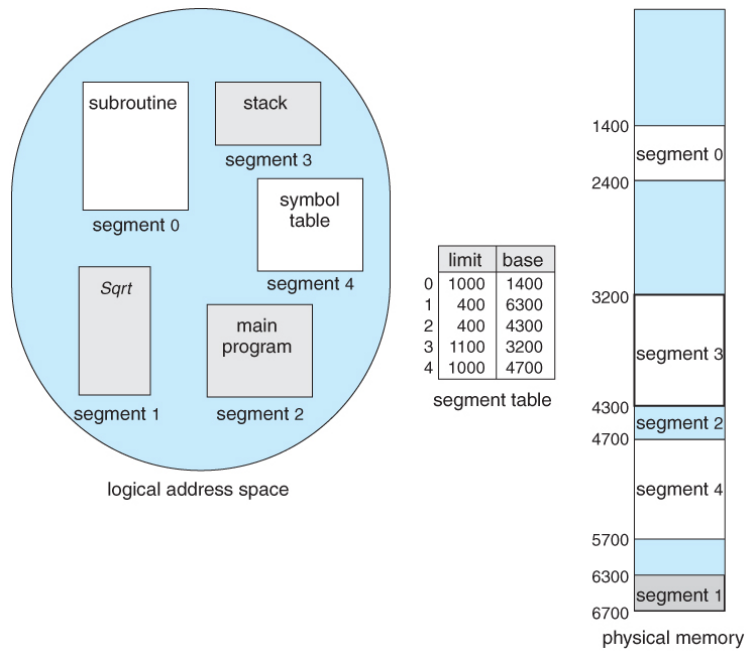 subroutine
segment 0
stack
segment 3
symbol
table
segment 4
Sqrt
segment 1
main
program
segment 2
logical address space
limit base
0 1000 1400
1 400 6300
2 400 4300
3 1100 3200
4 1000 4700
segment table
1400
segment 0
2400
3200
segment 3
4300
segment 2
4700
segment 4
5700
6300
segment 1
6700
physical memory